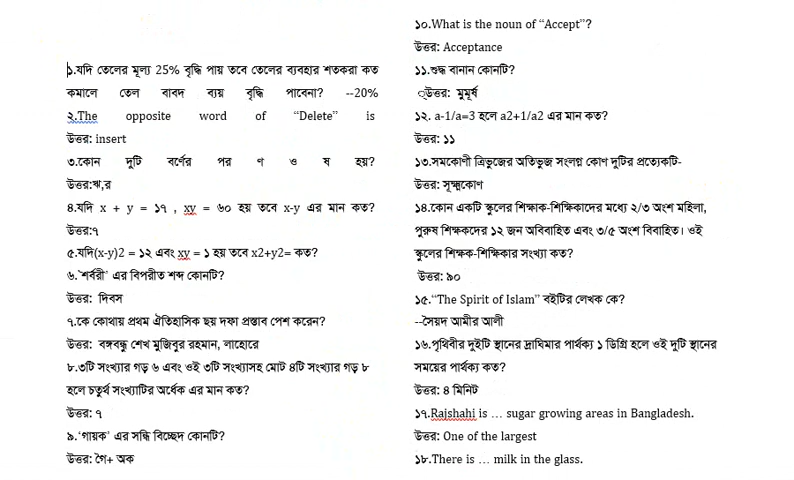 ১.যদি তেলের মূল্য 25% বৃদ্ধি পায় তবে তেলের ব্যবহার শতকরা কত
কমালে তেল বাবদ ব্যয় বৃদ্ধি পাবেনা? --20%
২.The opposite word of “Delete” is
উত্তর: insert
৩.কোন দুটি বর্ণের পর ণ ও ষ হয়?
উত্তর:ঋ,র
৪.যদি x + y = ১৭ , xy = ৬০ হয় তবে x-y এর মান কত?
উত্তর:৭
৫.যদি(x-y)2 = ১২ এবং xy = ১ হয় তবে x2+y2= কত?
৬.‘শর্বরী’ এর বিপরীত শব্দ কোনটি?
উত্তর: দিবস
৭.কে কোথায় প্রথম ঐতিহাসিক ছয় দফা প্রস্তাব পেশ করেন?
উত্তর: বঙ্গবন্ধু শেখ মুজিবুর রহমান, লাহোরে
৮.৩টি সংখ্যার গড় ৬ এবং ওই ৩টি সংখ্যাসহ মোট ৪টি সংখ্যার গড় ৮
হলে চতুর্থ সংখ্যাটির অর্ধেক এর মান কত?
উত্তর: ৭
৯.‘গায়ক’ এর সন্ধি বিচ্ছেদ কোনটি?
উত্তর: গৈ+ অক
১০.What is the noun of “Accept”?
উত্তর: Acceptance
১১.শুদ্ধ বানান কোনটি?
্উত্তর: মুমূর্ষ
১২. a-1/a=3 হলে a2+1/a2 এর মান কত?
উত্তর: ১১
১৩.সমকোণী ত্রিভুজের অতিভুজ সংলগ্ন কোণ দুটির প্রত্যেকটি-
উত্তর: সূক্ষ্মকোণ
১৪.কোন একটি স্কুলের শিক্ষাক-শিক্ষিকাদের মধ্যে ২/৩ অংশ মহিলা,
পুরুষ শিক্ষকদের ১২ জন অবিবাহিত এবং ৩/৫ অংশ বিবাহিত। ওই
স্কুলের শিক্ষক-শিক্ষিকার সংখ্যা কত?
উত্তর: ৯০
১৫.“The Spirit of Islam” বইটির লেখক কে?
--সৈয়দ আমীর আলী
১৬.পৃথিবীর দুইটি স্থানের দ্রাঘিমার পার্থক্য ১ ডিগ্রি হলে ওই দুটি স্থানের
সময়ের পার্থক্য কত?
উত্তর: ৪ মিনিট
১৭.Rajshahi is … sugar growing areas in Bangladesh.
উত্তর: One of the largest
১৮.There is … milk in the glass.